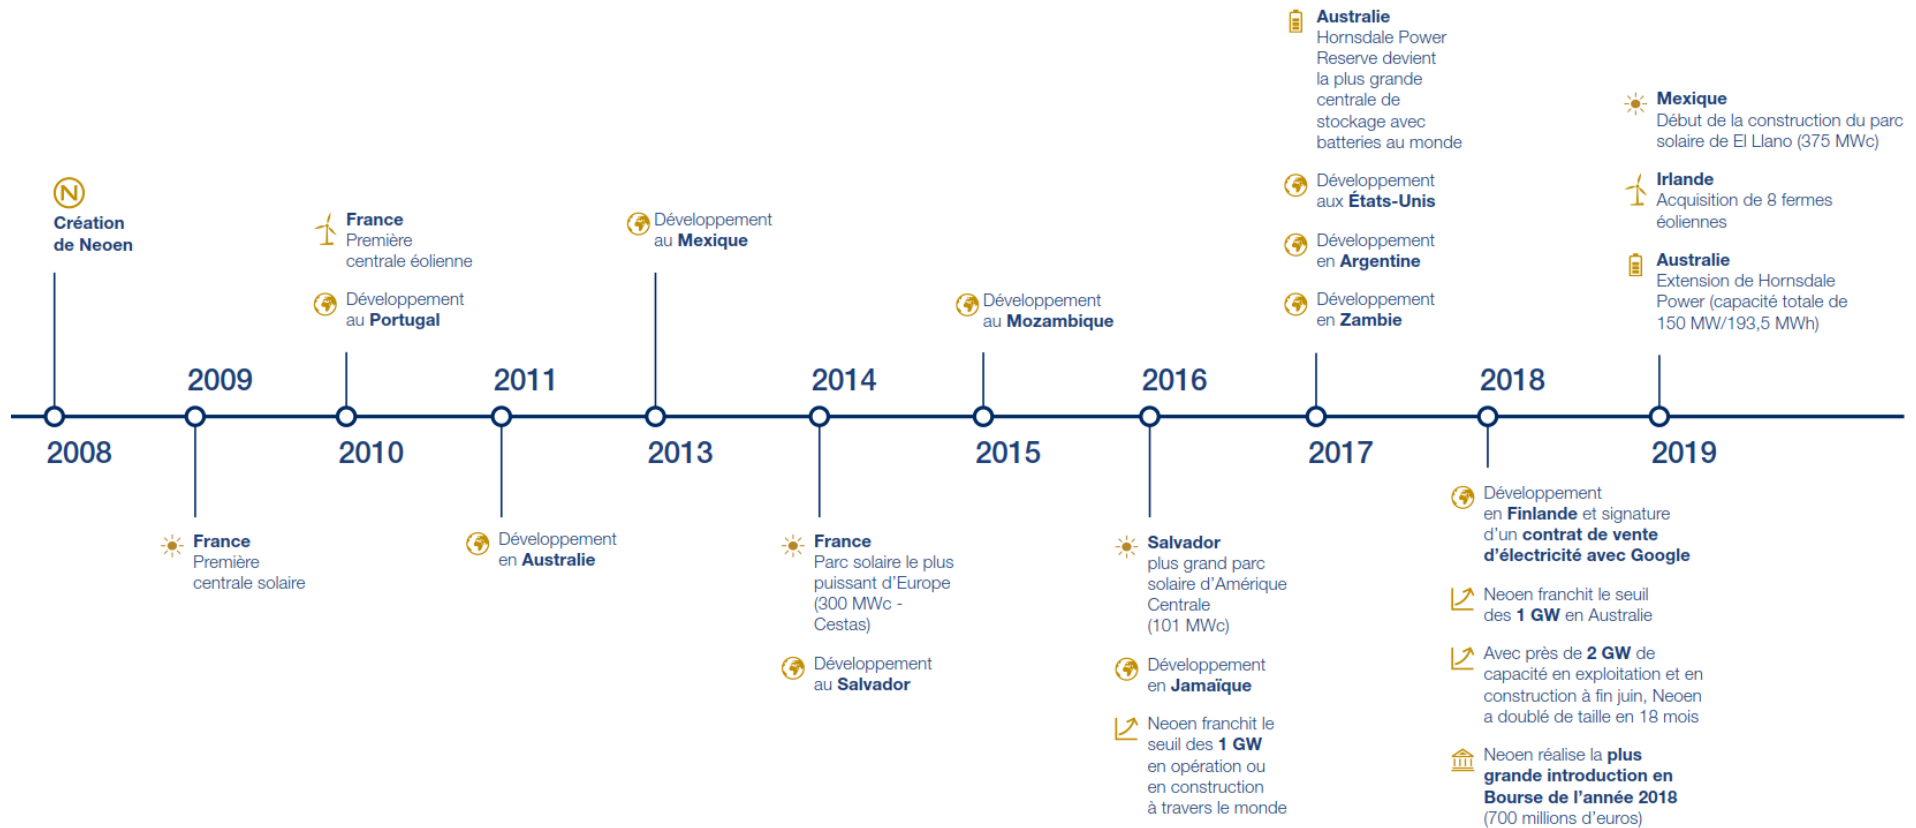 N
Création
de Neoen
2008
2009
France
Première
centrale solaire
France
Première
centrale éolienne
Développement
au Portugal
2010
2011
Développement
en Australie
Développement
au Mexique
2013
2014
France
Parc solaire le plus
puissant d’Europe
(300 MWc -
Cestas)
Développement
au Salvador
Développement
au Mozambique
2015
2016
Salvador
plus grand parc
solaire d’Amérique
Centrale
(101 MWc)
Développement
en Jamaïque
Neoen franchit le
seuil des 1 GW
en opération ou
en construction
à travers le monde
Australie
Hornsdale Power
Reserve devient
la plus grande
centrale de
stockage avec
batteries au monde
Développement
aux États-Unis
Développement
en Argentine
Développement
en Zambie
2017
2018
Développement
en Finlande et signature
d’un contrat de vente
d’électricité avec Google
Neoen franchit le seuil
des 1 GW en Australie
Avec près de 2 GW de
capacité en exploitation et en
construction à fin juin, Neoen
a doublé de taille en 18 mois
Neoen réalise la plus
grande introduction en
Bourse de l’année 2018
(700 millions d’euros)
Mexique
Début de la construction du parc
solaire de El Llano (375 MWc)
Irlande
Acquisition de 8 fermes
éoliennes
Australie
Extension de Hornsdale
Power (capacité totale de
150 MW/193,5 MWh)
2019